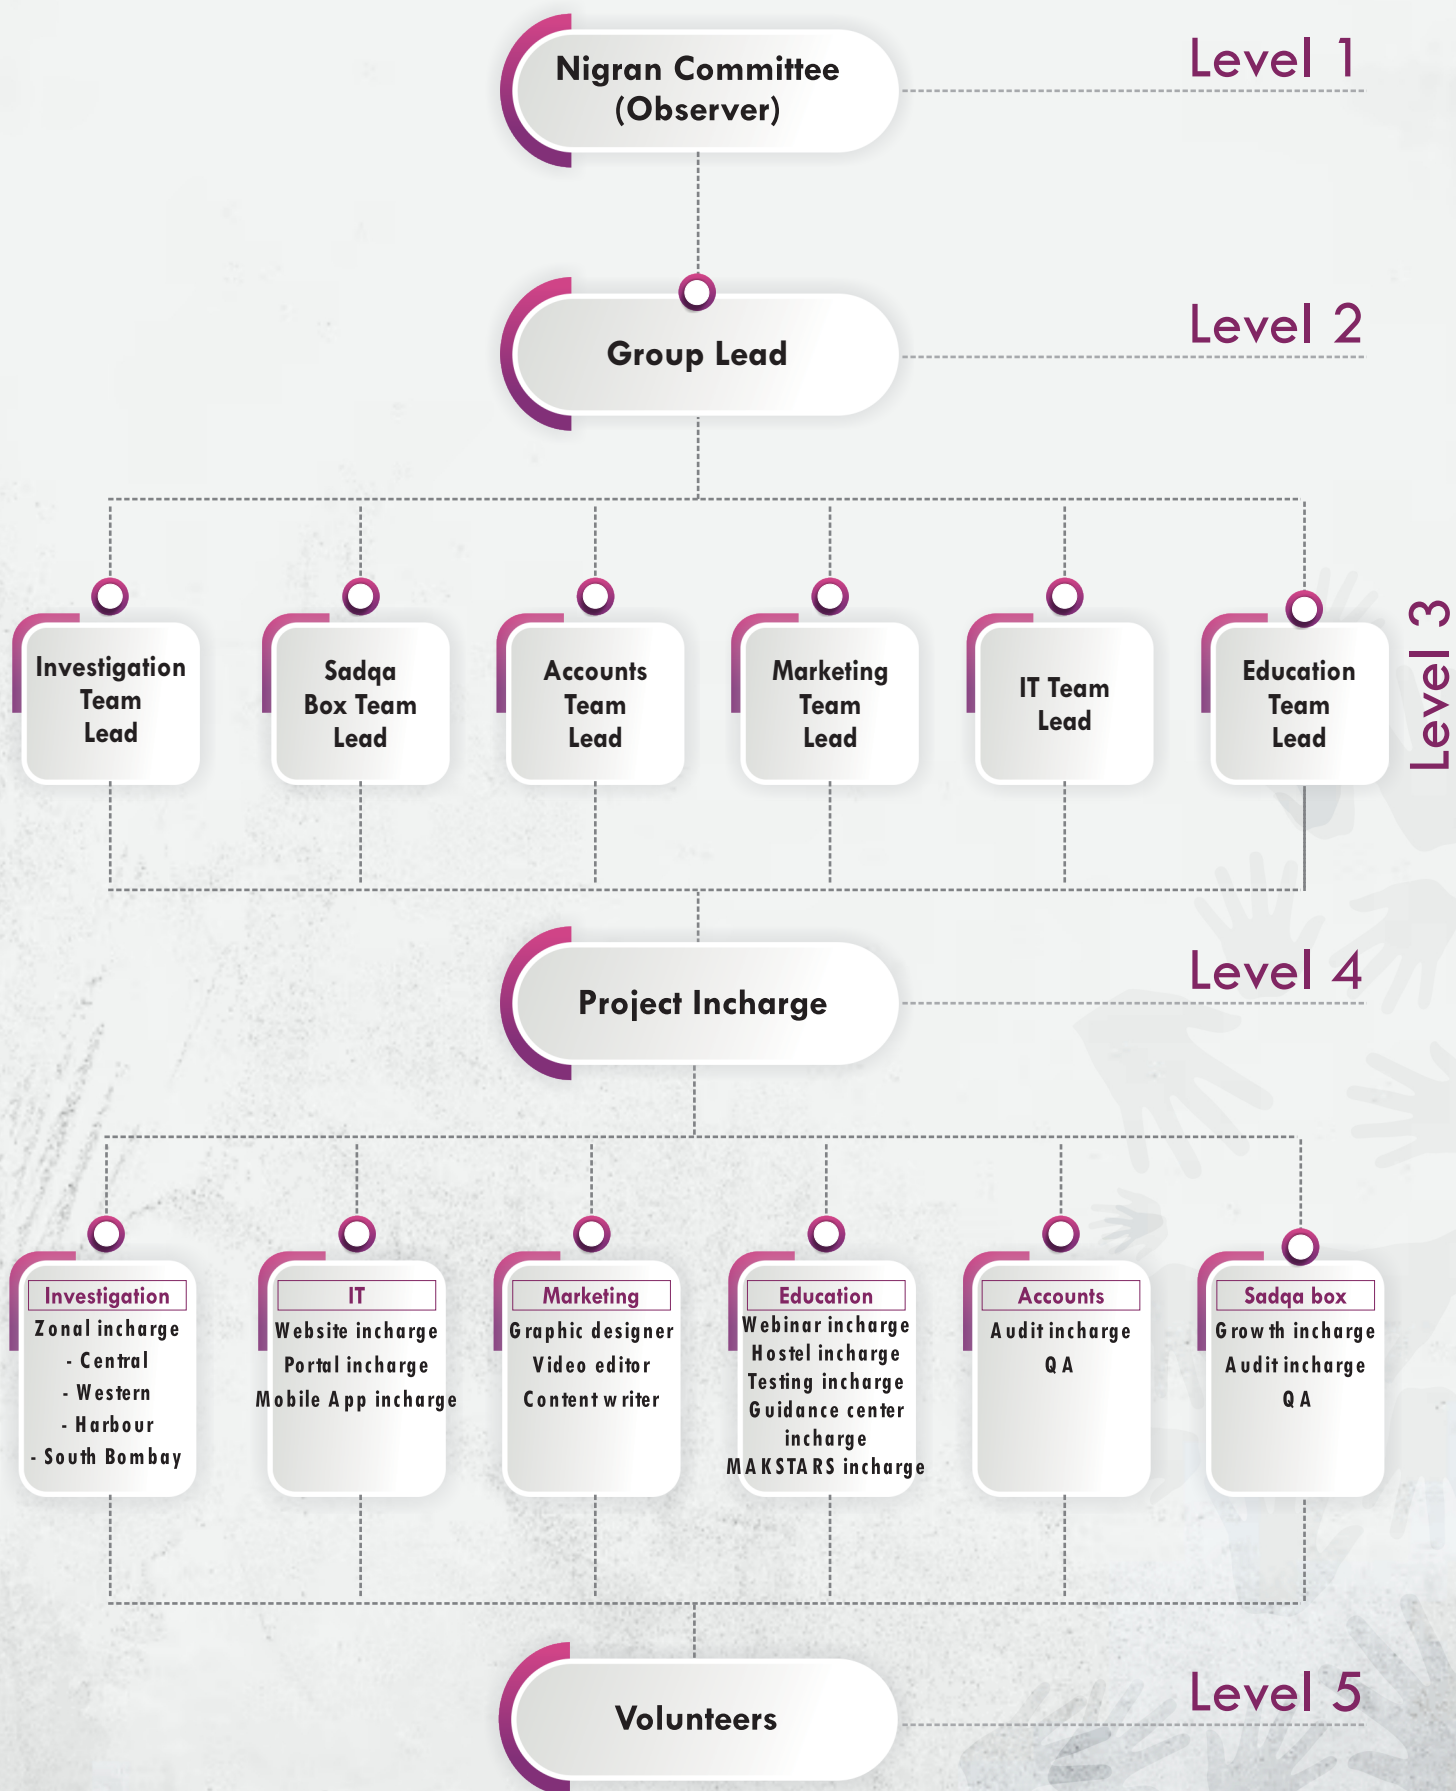 Nigran Committee
(Observer)
Level 1
Group Lead
Level 2
Investigation
Team
Lead
Sadqa
Box Team
Lead
Accounts
Team
Lead
Marketing
Team
Lead
IT Team
Lead
Education
Team
Lead
Level 3
Project Incharge
Level 4
Investigation
Zonal incharge
- Central
- Western
- Harbour
- South Bombay
IT
Website incharge
Portal incharge
Mobile App incharge
Marketing
Graphic designer
Video editor
Content writer
Education
Webinar incharge
Hostel incharge
Testing incharge
Guidance center
incharge
MAKSTARS incharge
Accounts
Audit incharge
QA
Sadqa box
Growth incharge
Audit incharge
QA
Volunteers
Level 5